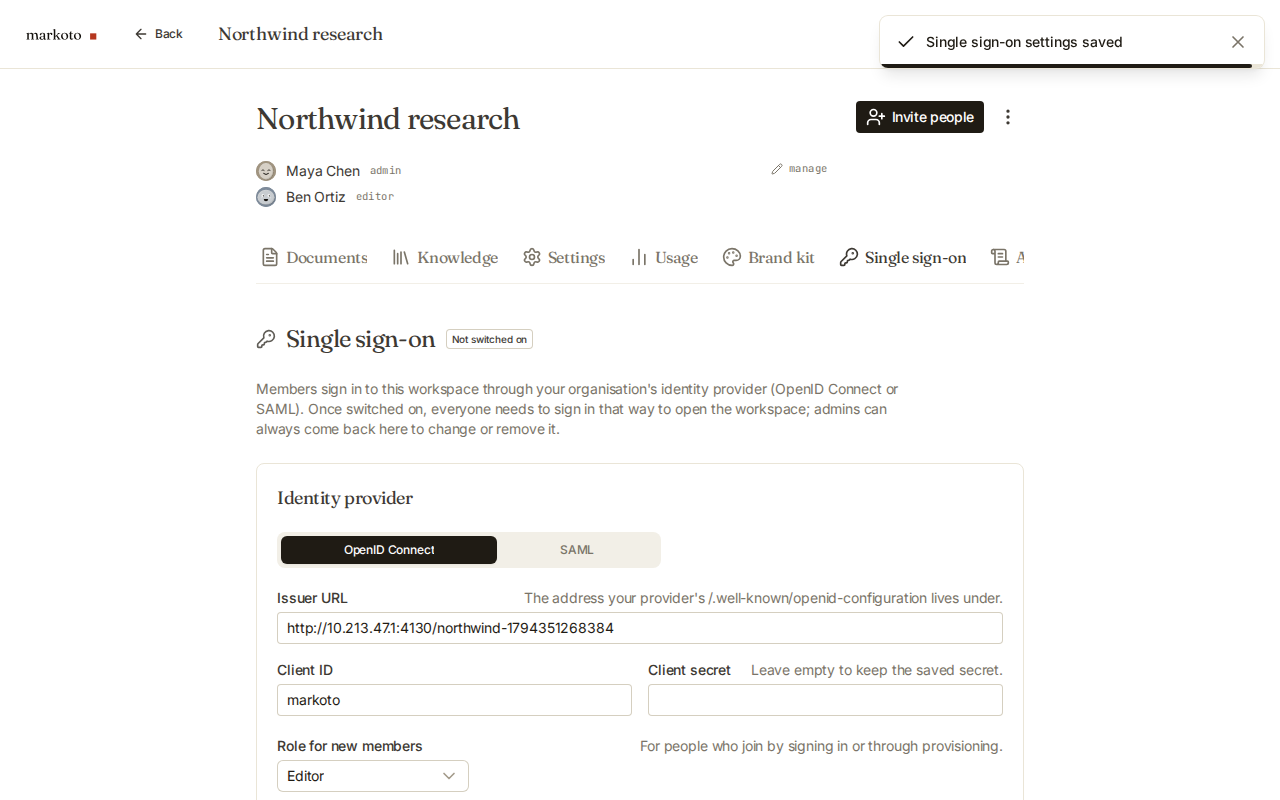 markoto
Back
Northwind research
Single sign-on settings saved
Northwind research
Invite people
Maya Chen admin
manage
Ben Ortiz editor
Documents
Knowledge
Settings
Usage
Brand kit
Single sign-on
A
Single sign-on
Not switched on
Members sign in to this workspace through your organisation's identity provider (OpenID Connect or
SAML). Once switched on, everyone needs to sign in that way to open the workspace; admins can
always come back here to change or remove it.
Identity provider
OpenID Connect
SAML
Issuer URL
The address your provider's /.well-known/openid-configuration lives under.
http://10.213.47.1:4130/northwind-1794351268384
Client ID
Client secret
Leave empty to keep the saved secret.
markoto
Role for new members
For people who join by signing in or through provisioning.
Editor